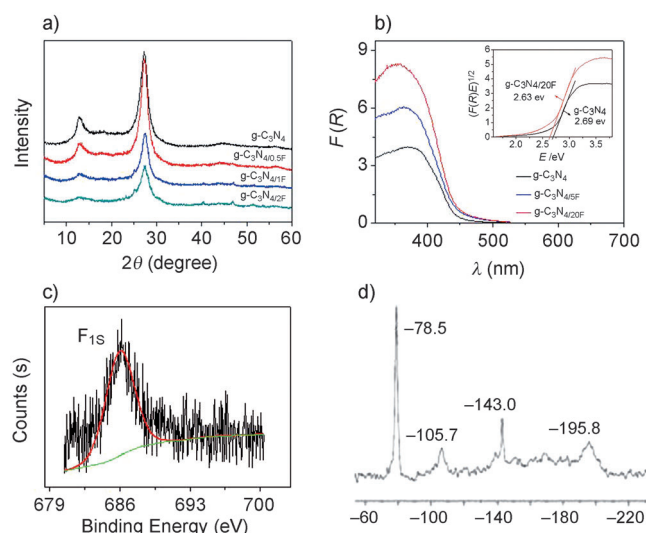 a)
Intensity
g-C3N4
g-C3N4/0.5F
g-C3N4/1F
g-C3N4/2F
10 20 30 40 50 60
2θ (degree)
b)
F (R)
9
6
3
0
(F(R)E)1/2
6
5
4
3
2
1
0
g-C3N4/20F
2.63 ev
g-C3N4
2.69 ev
2.0 2.5 3.0 3.5
E /eV
g-C3N4
g-C3N4/5F
g-C3N4/20F
400 500 600 700
λ (nm)
c)
Counts (s)
F1S
679 686 693 700
Binding Energy (eV)
d)
–78.5
–105.7
–143.0
–195.8
–60 –100 –140 –180 –220